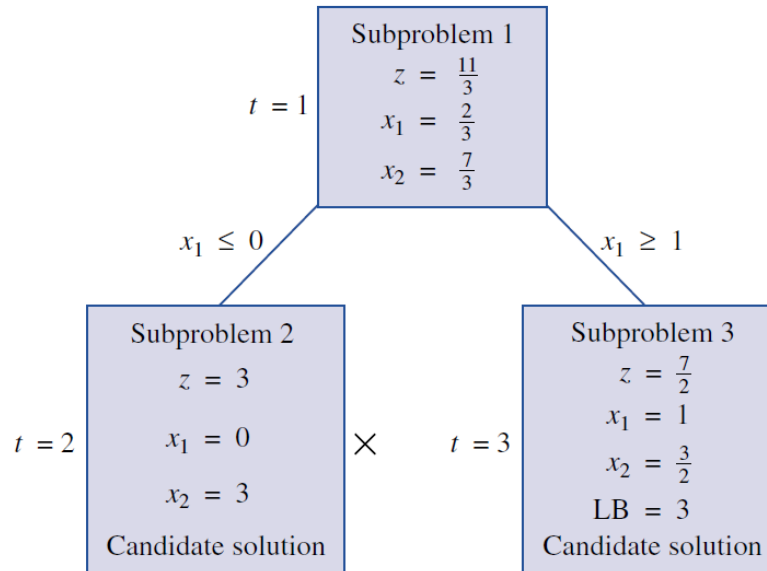 Subproblem 1
z = 11/3
t = 1
x₁ = 2/3
x₂ = 7/3
x₁ ≤ 0
x₁ ≥ 1
Subproblem 2
z = 3
t = 2
x₁ = 0
×
x₂ = 3
Candidate solution
Subproblem 3
z = 7/2
x₁ = 1
t = 3
x₂ = 3/2
LB = 3
Candidate solution